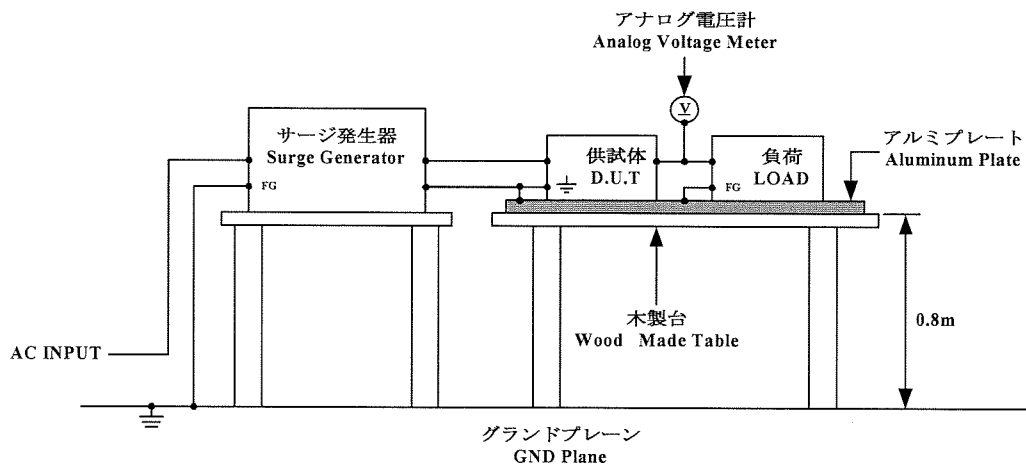 アナログ電圧計
Analog Voltage Meter
V
サージ発生器
Surge Generator
供試体
D.U.T
負荷
LOAD
アルミプレート
Aluminum Plate
FG
FG
木製台
Wood Made Table
0.8m
AC INPUT
グランドプレーン
GND Plane